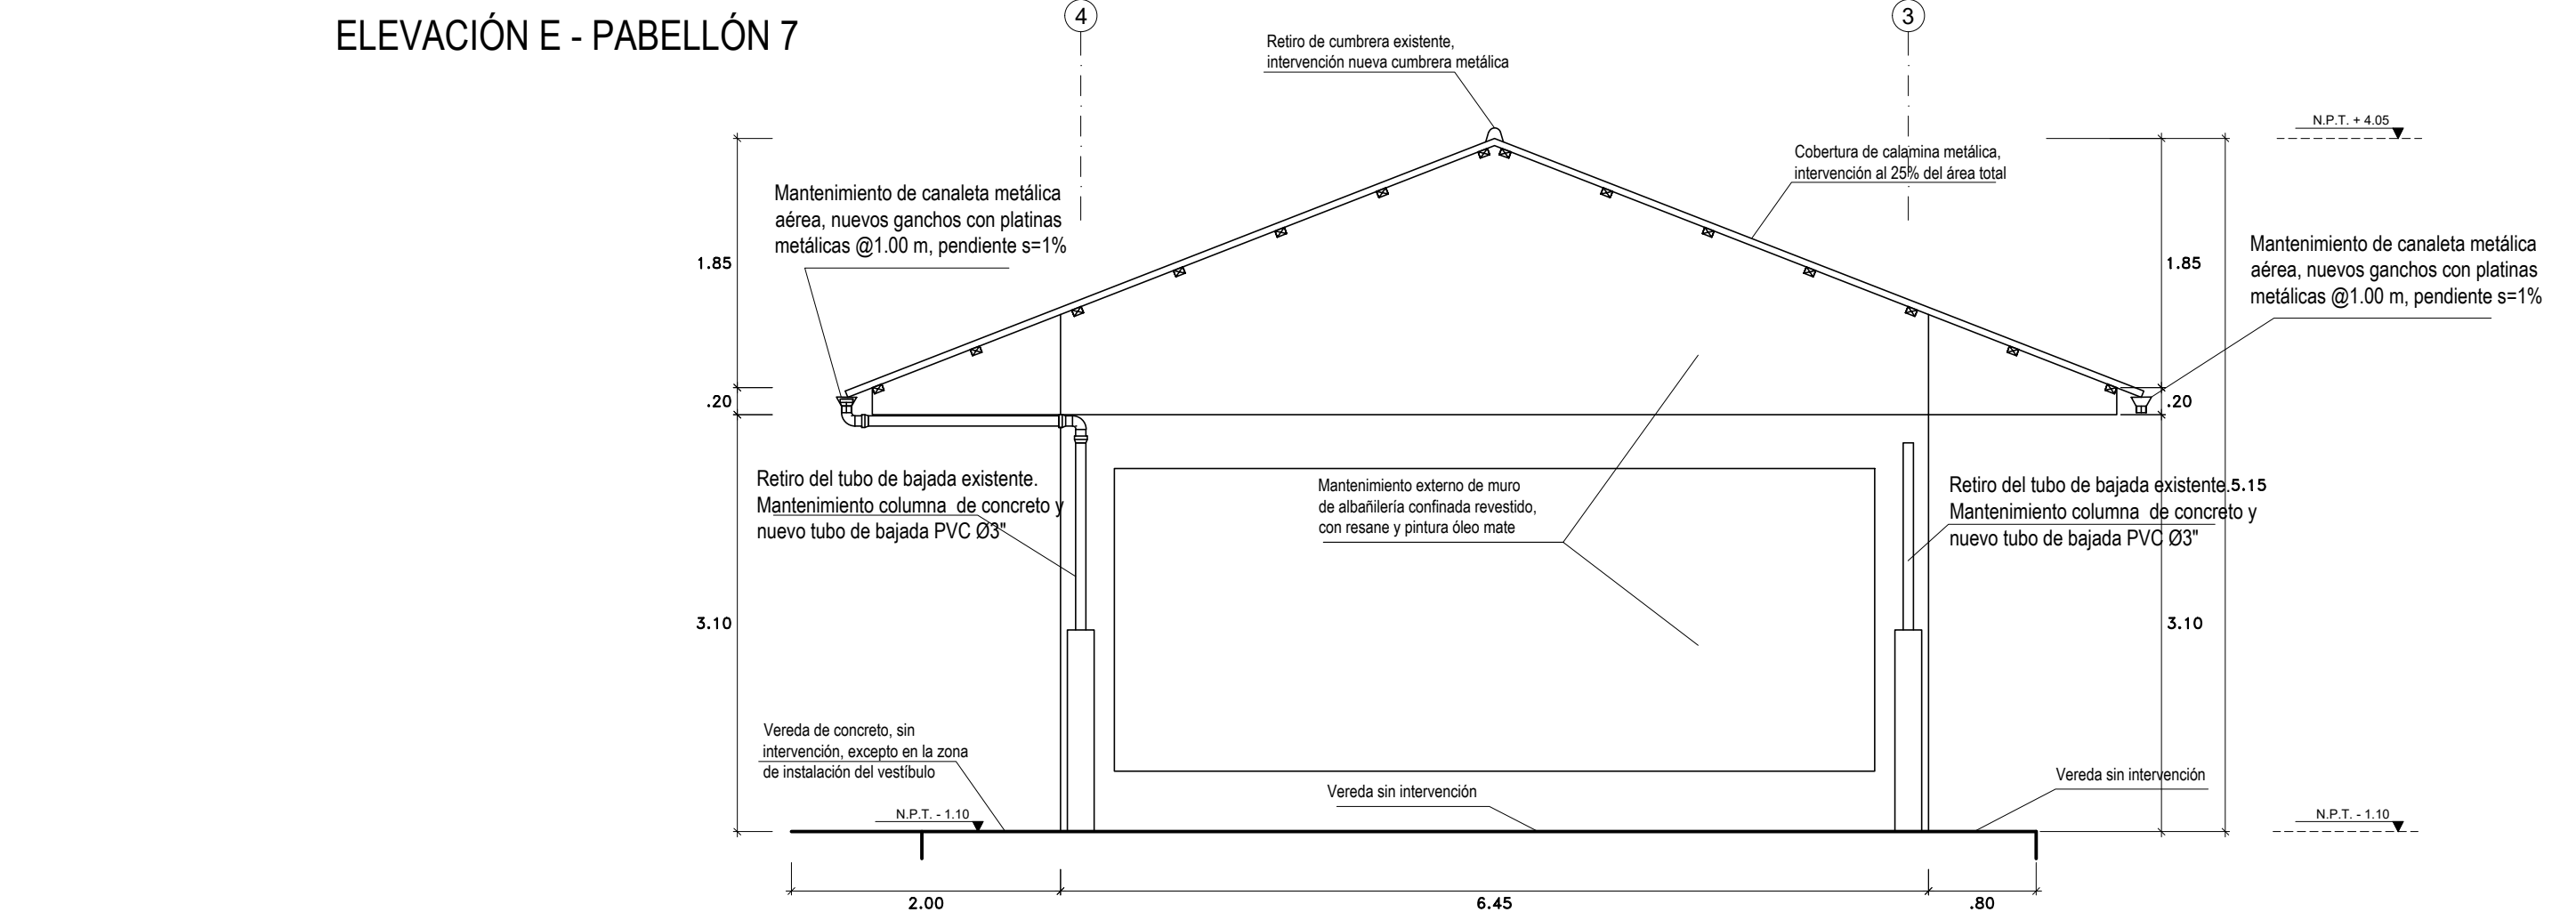 ELEVACIÓN E - PABELLÓN 7
4
3
Retiro de cumbrera existente,
intervención nueva cumbrera metálica
N.P.T. + 4.05
Cobertura de calamina metálica,
intervención al 25% del área total
Mantenimiento de canaleta metálica
aérea, nuevos ganchos con platinas
metálicas @1.00 m, pendiente s=1%
Mantenimiento de canaleta metálica
aérea, nuevos ganchos con platinas
metálicas @1.00 m, pendiente s=1%
1.85
1.85
.20
.20
Retiro del tubo de bajada existente.
Mantenimiento columna de concreto y
nuevo tubo de bajada PVC Ø3"
Mantenimiento externo de muro
de albañilería confinada revestido,
con resane y pintura óleo mate
Retiro del tubo de bajada existente.
Mantenimiento columna de concreto y
nuevo tubo de bajada PVC Ø3"
5.15
3.10
3.10
Vereda de concreto, sin
intervención, excepto en la zona
de instalación del vestíbulo
Vereda sin intervención
Vereda sin intervención
N.P.T. - 1.10
N.P.T. - 1.10
2.00
6.45
.80